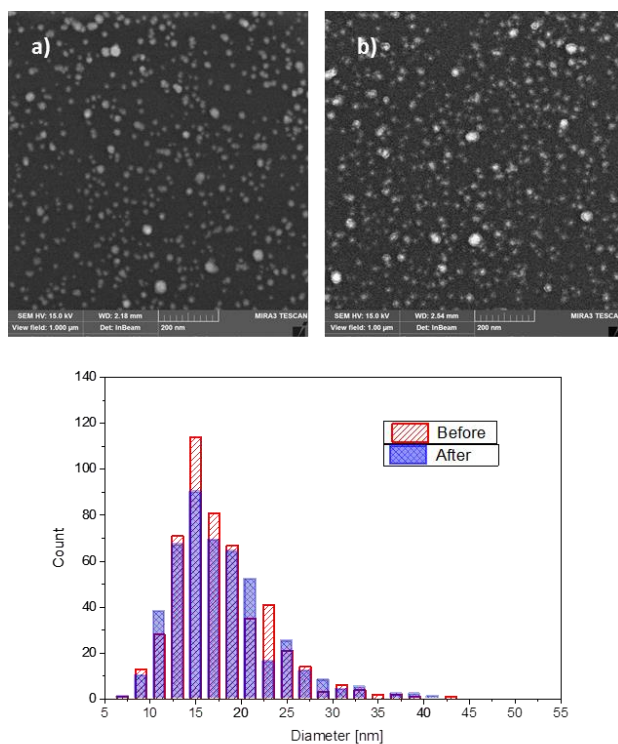 a)
b)
SEM HV: 15.0 kV WD: 2.18 mm MIRA3 TESCAN
View field: 1.000 µm Det: InBeam 200 nm
SEM HV: 15.0 kV WD: 2.54 mm MIRA3 TESCAN
View field: 1.00 µm Det: InBeam 200 nm
140
120
100
80
60
40
20
0
Count
Before
After
5 10 15 20 25 30 35 40 45 50 55
Diameter [nm]